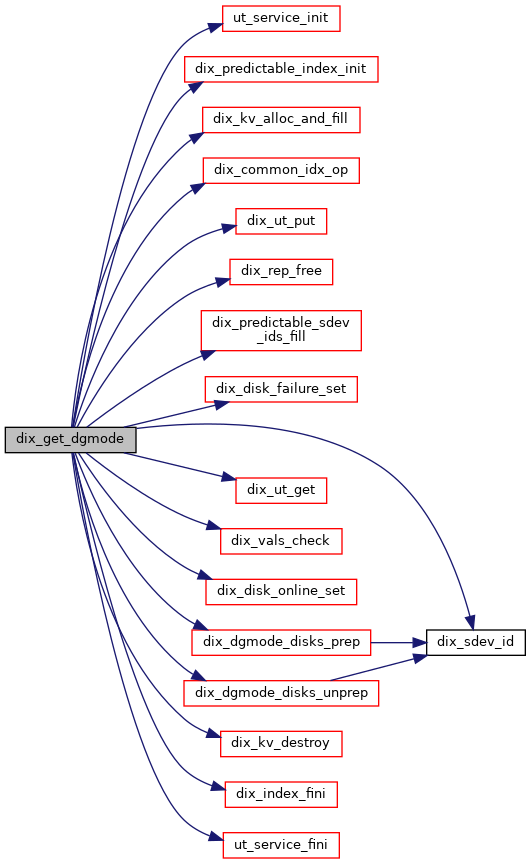 ut_service_init
dix_predictable_index_init
dix_kv_alloc_and_fill
dix_common_idx_op
dix_ut_put
dix_rep_free
dix_predictable_sdev
_ids_fill
dix_disk_failure_set
dix_get_dgmode
dix_ut_get
dix_vals_check
dix_disk_online_set
dix_dgmode_disks_prep
dix_sdev_id
dix_dgmode_disks_unprep
dix_kv_destroy
dix_index_fini
ut_service_fini